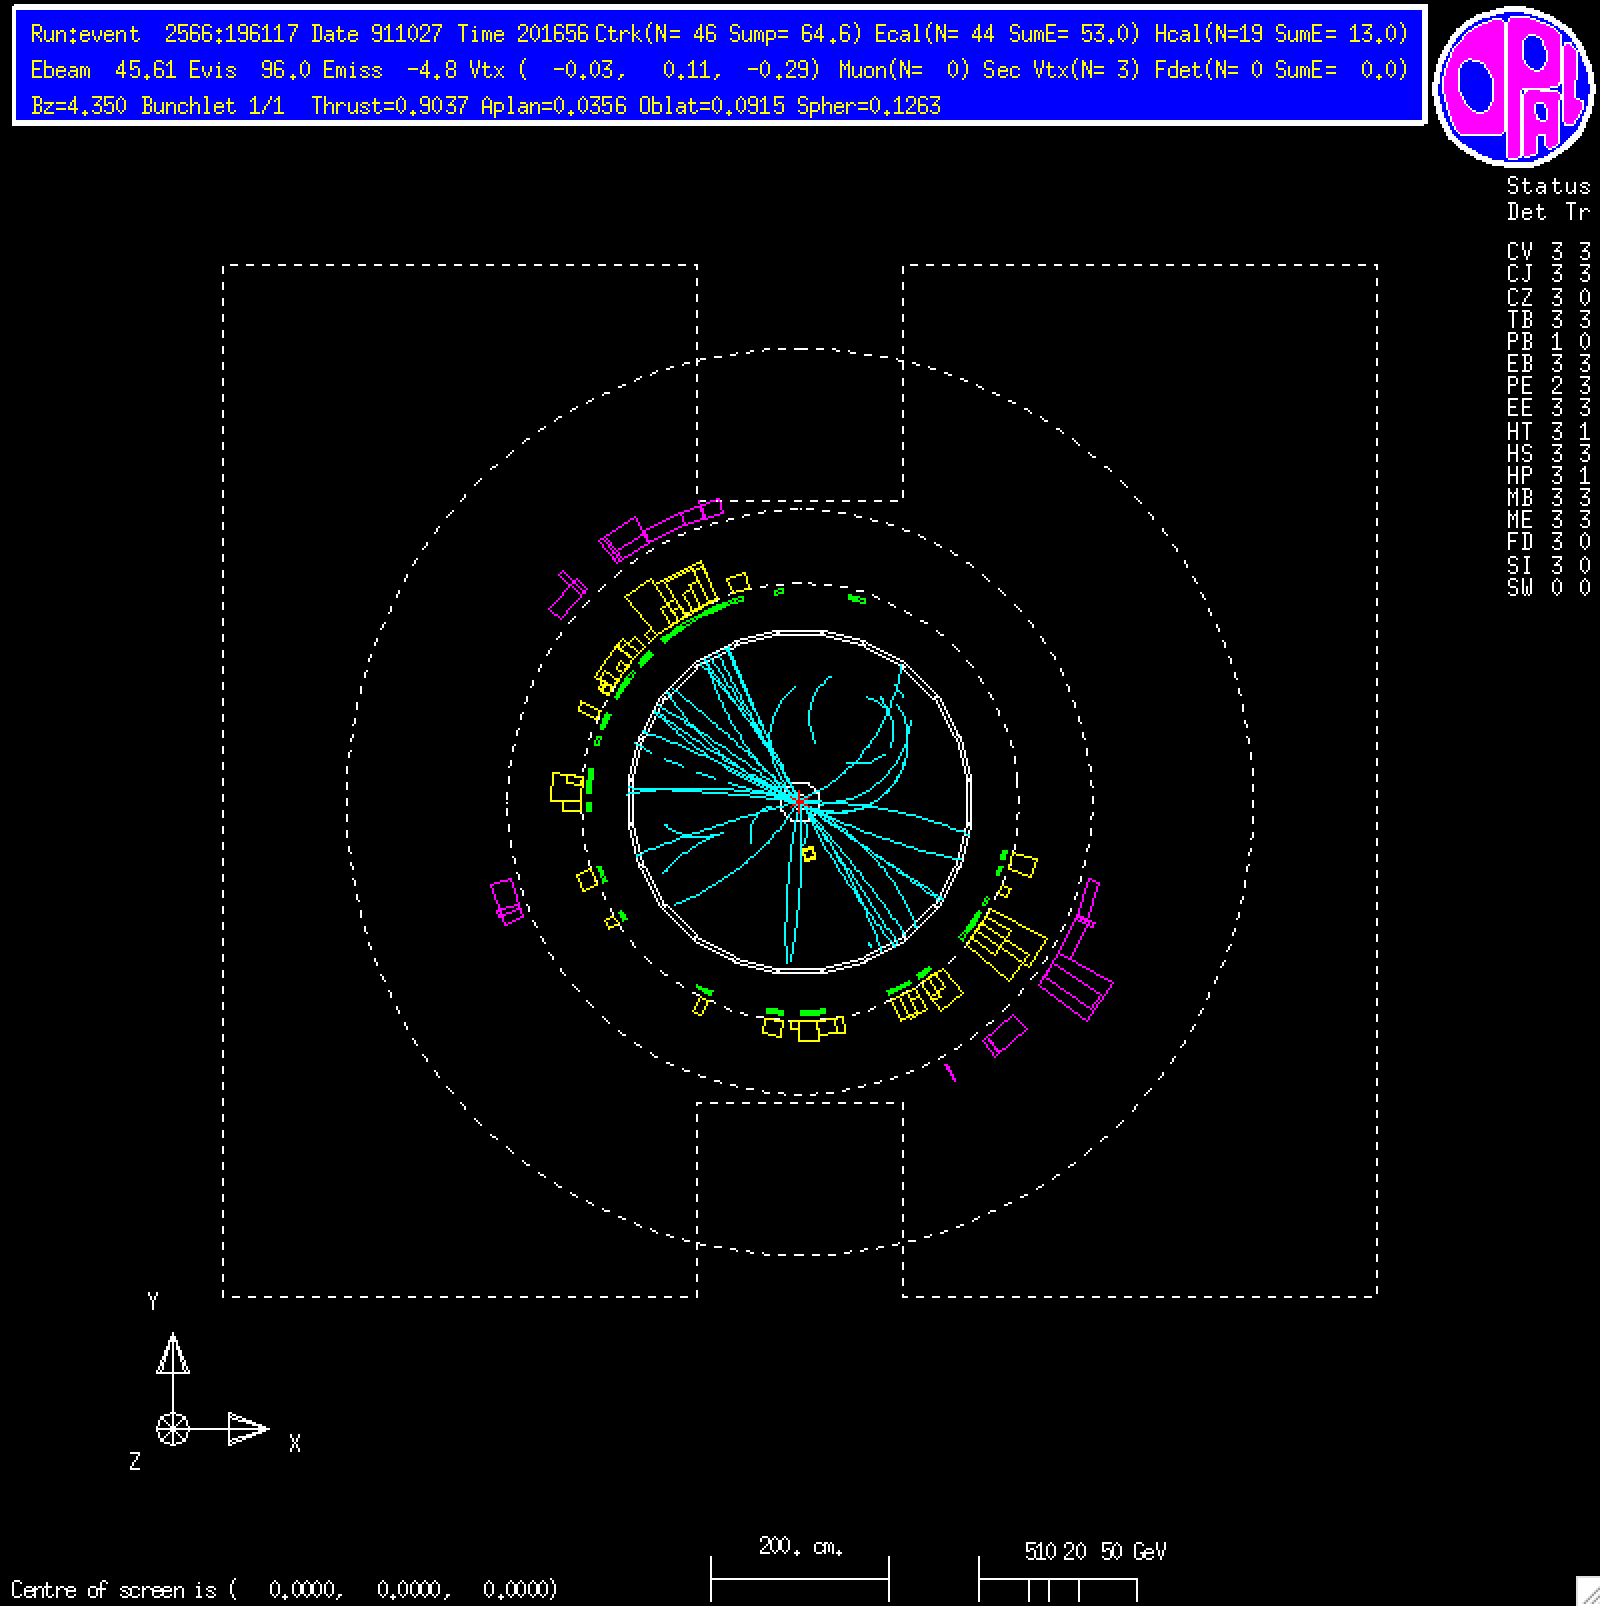 Run:event 2566:196117 Date 911027 Time 201656 Ctrk(N= 46 Sump= 64.6) Ecal(N= 44 SumE= 53.0) Hcal(N=19 SumE= 13.0)
Ebeam 45.61 Evis 96.0 Emiss -4.8 Vtx ( -0.03, 0.11, -0.29) Muon(N= 0) Sec Vtx(N= 3) Fdet(N= 0 SumE= 0.0)
Bz=4.350 Bunchlet 1/1 Thrust=0.9037 Aplan=0.0356 Oblat=0.0915 Spher=0.1263
OPAL
Status
Det Tr
CV 3 3
CJ 3 3
CZ 3 0
TB 3 3
PB 1 0
EB 3 3
PE 2 3
EE 3 3
HT 3 1
HS 3 3
HP 3 1
MB 3 3
ME 3 3
FD 3 0
SI 3 0
SW 0 0
Y
X
Z
200. cm.
5 10 20 50 GeV
Centre of screen is ( 0.0000, 0.0000, 0.0000)